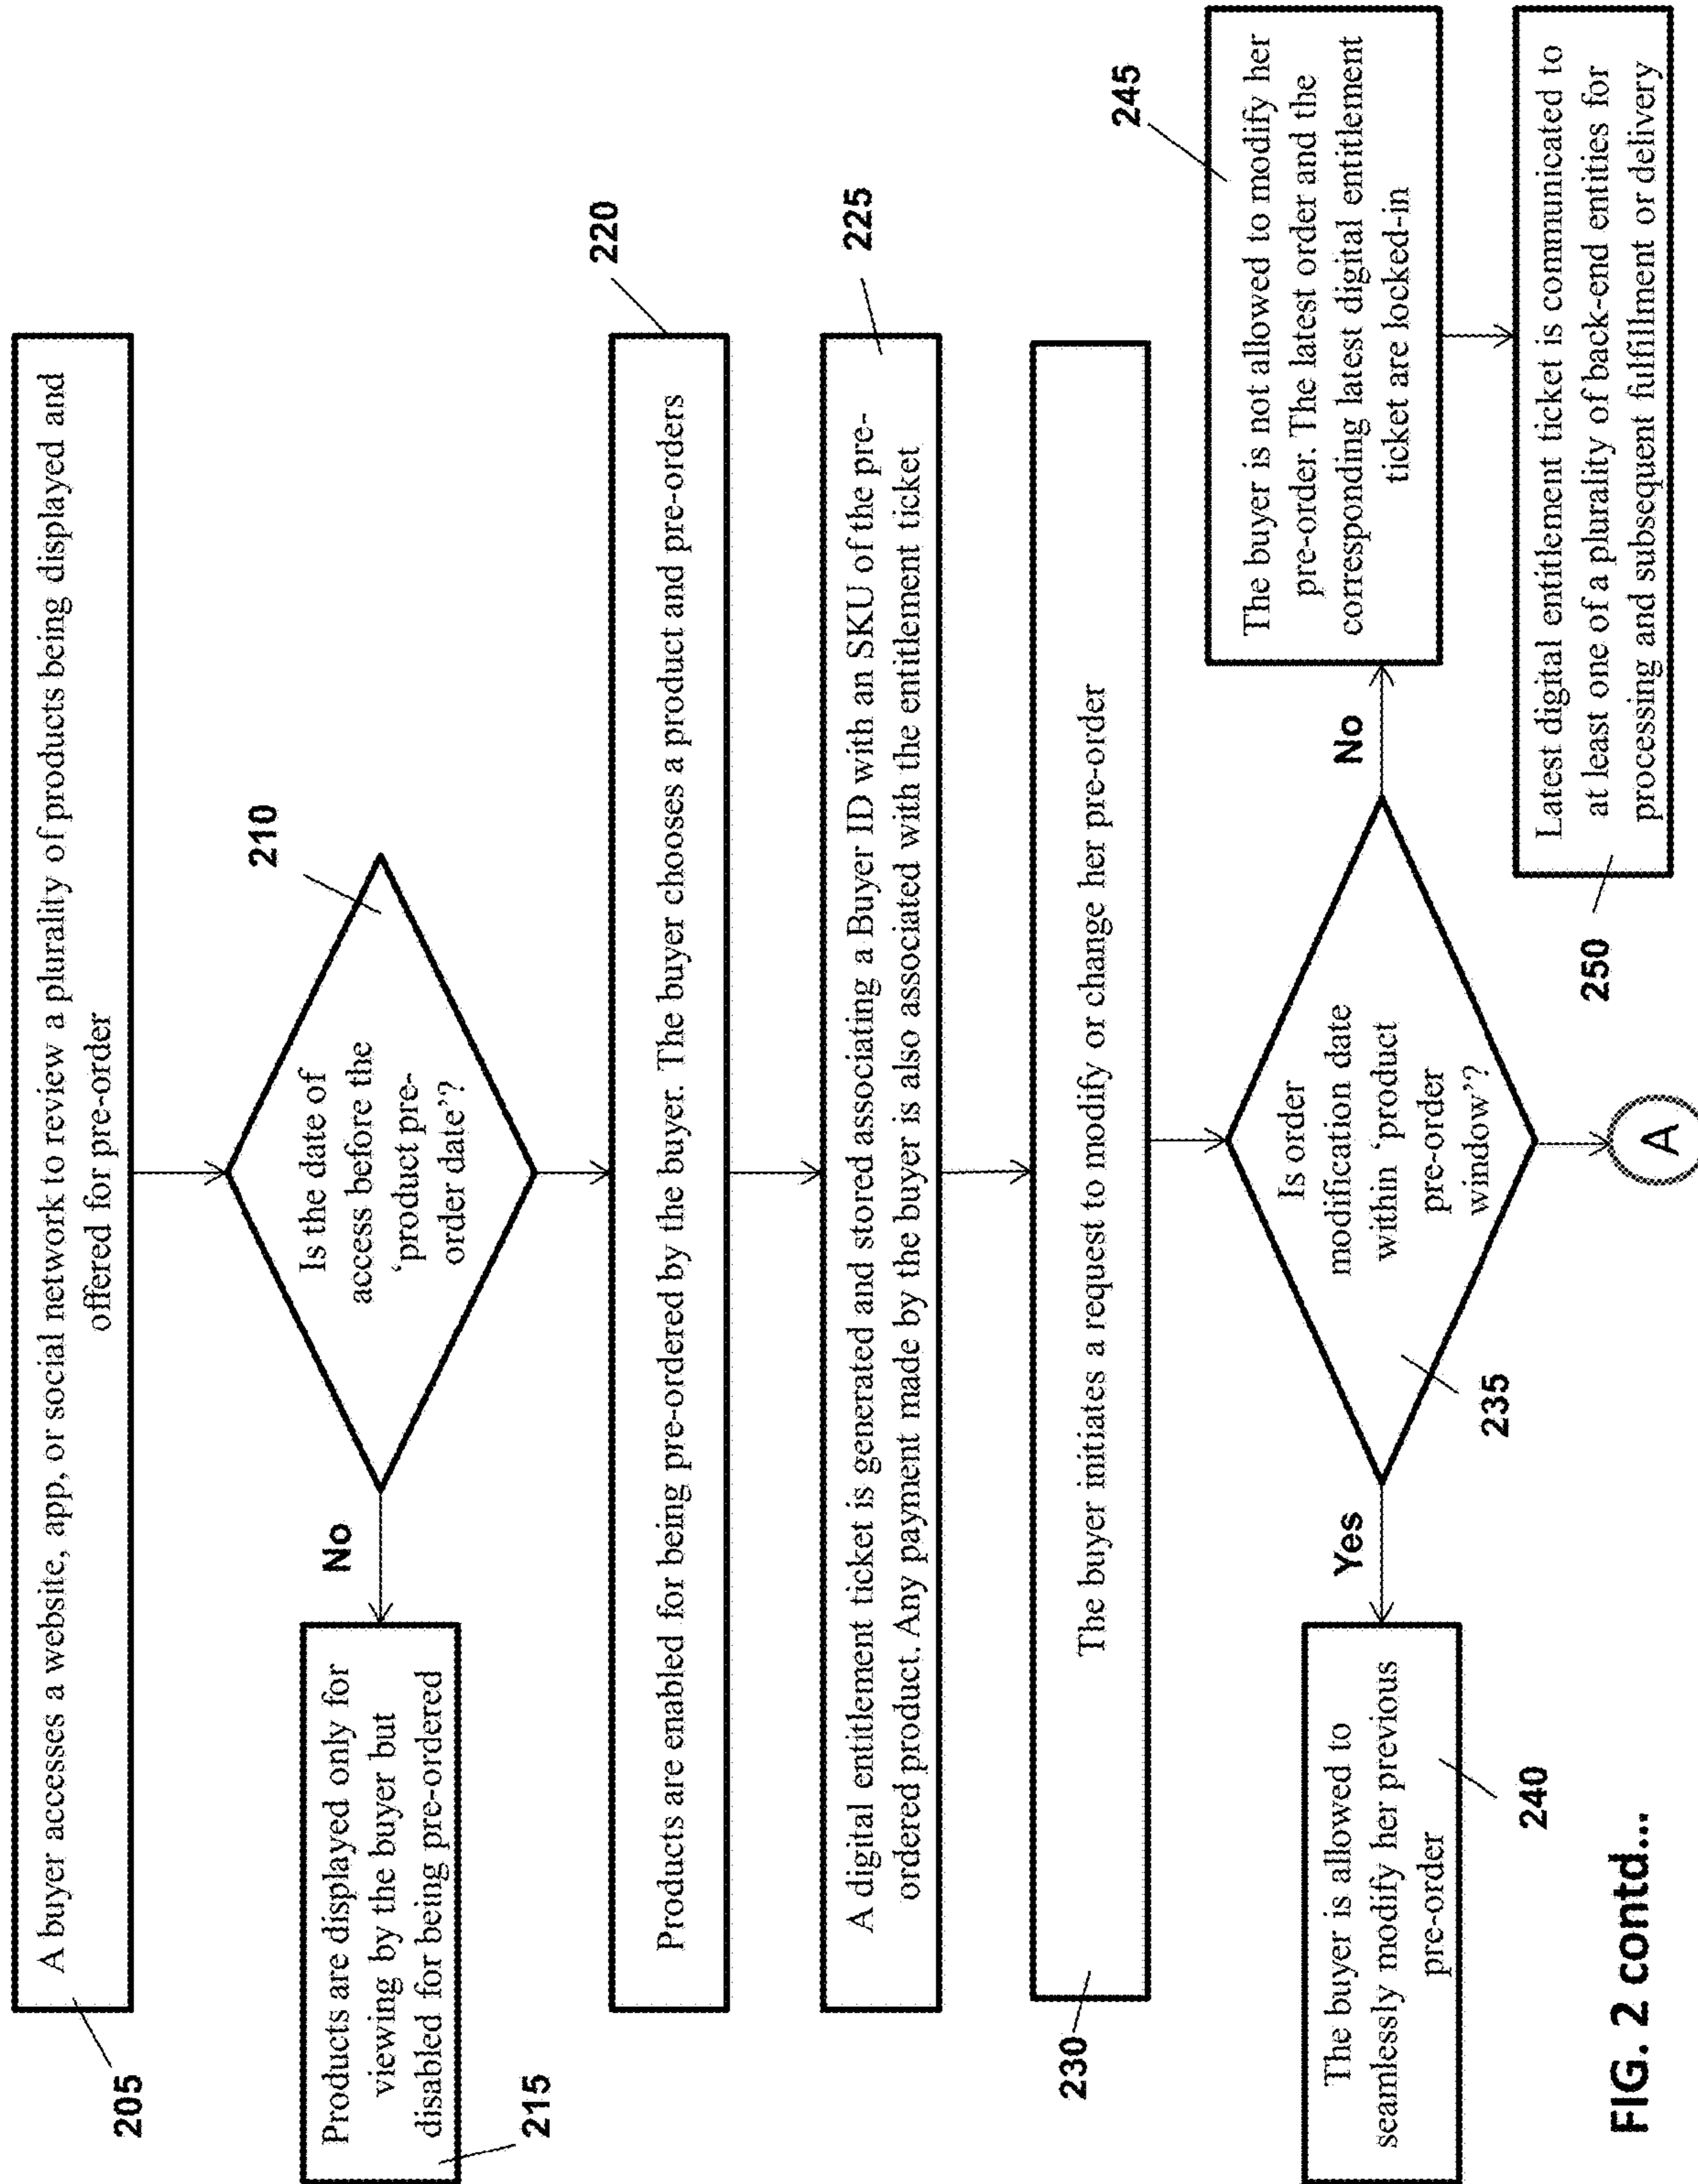 205
A buyer accesses a website, app, or social network to review a plurality of products being displayed and
offered for pre-order
210
Is the date of
access before the
‘product pre-
order date’?
No
Products are displayed only for
viewing by the buyer but
disabled for being pre-ordered
215
220
Products are enabled for being pre-ordered by the buyer. The buyer chooses a product and pre-orders
225
A digital entitlement ticket is generated and stored associating a Buyer ID with an SKU of the pre-
ordered product. Any payment made by the buyer is also associated with the entitlement ticket
230
The buyer initiates a request to modify or change her pre-order
Is order
modification date
within ‘product
pre-order
window’?
235
Yes
The buyer is allowed to
seamlessly modify her previous
pre-order
240
No
245
The buyer is not allowed to modify her
pre-order. The latest order and the
corresponding latest digital entitlement
ticket are locked-in
250
Latest digital entitlement ticket is communicated to
at least one of a plurality of back-end entities for
processing and subsequent fulfillment or delivery
A
FIG. 2 contd...